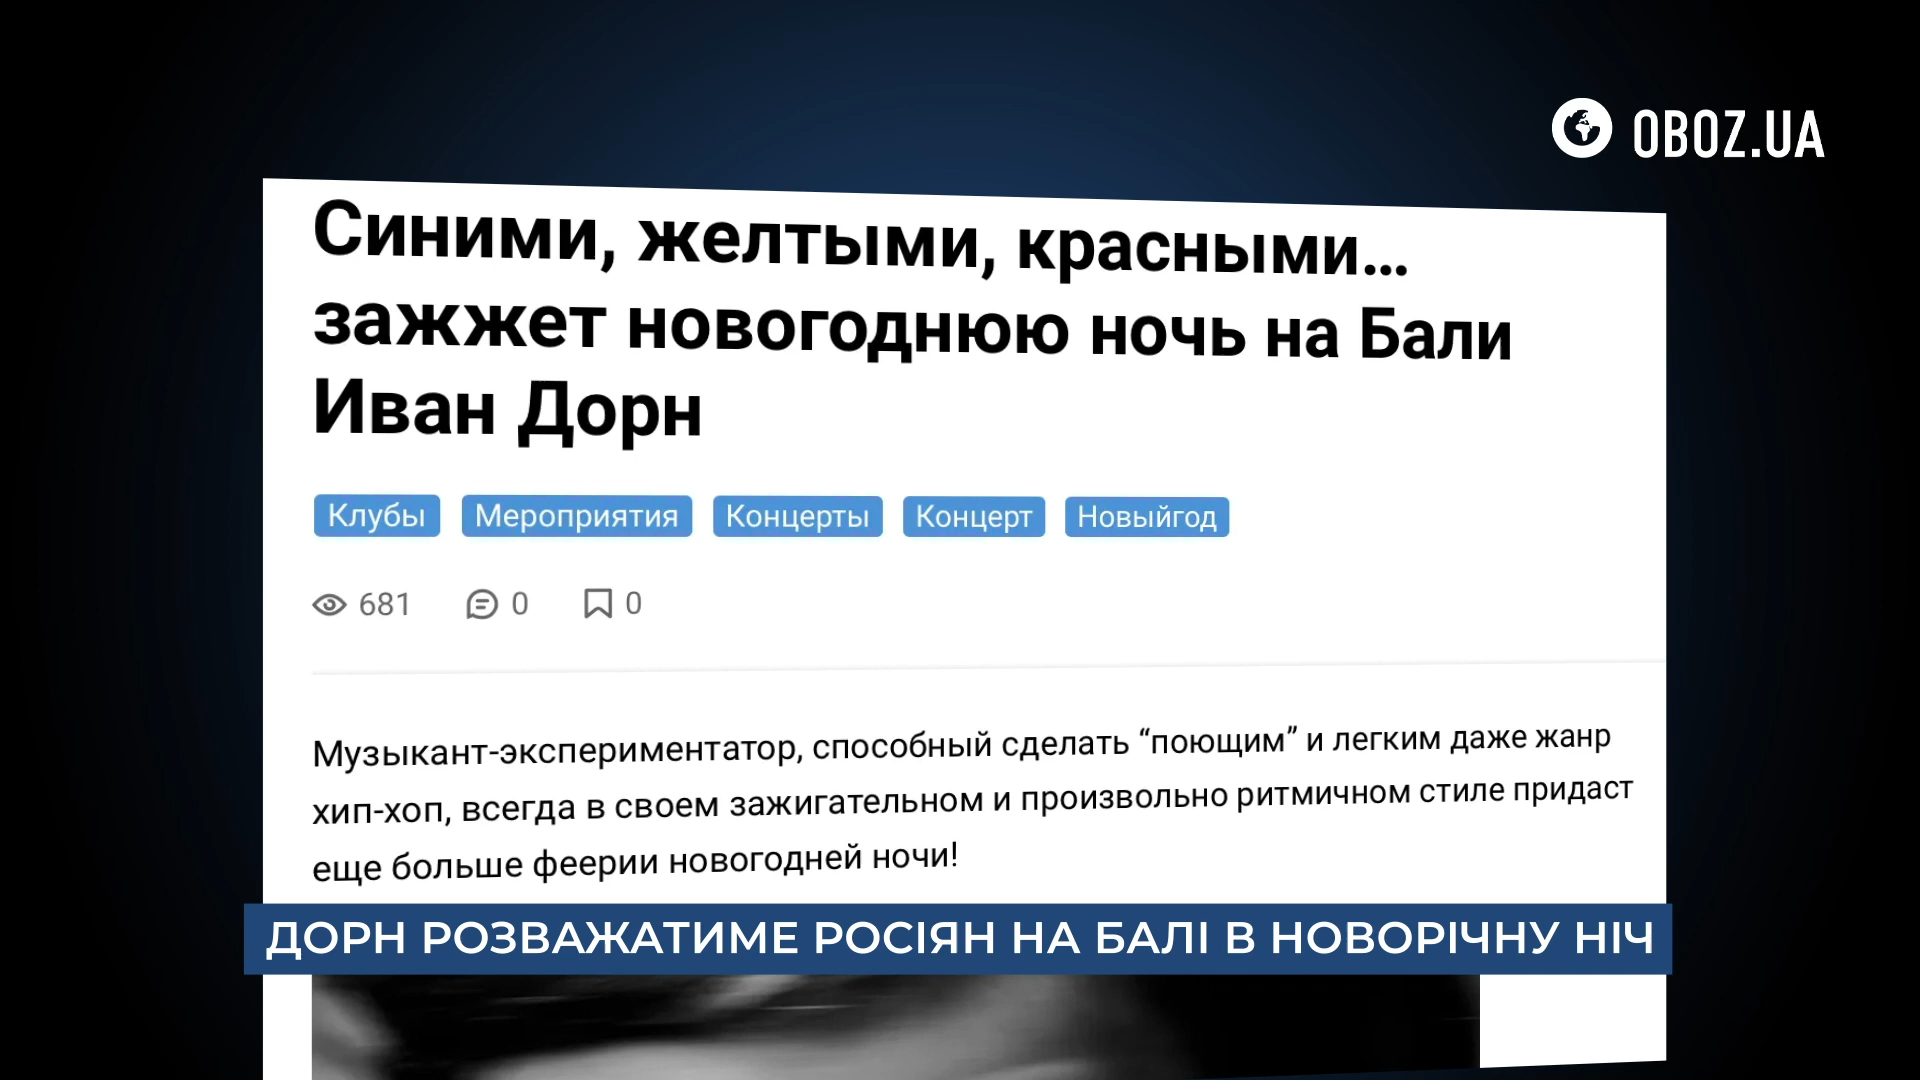 OBOZ.UA
Синими, желтыми, красными...
зажжет новогоднюю ночь на Бали
Иван Дорн
Клубы Мероприятия Концерты Концерт Новыйгод
681 0 0
Музыкант-экспериментатор, способный сделать “поющим” и легким даже жанр
хип-хоп, всегда в своем зажигательном и произвольно ритмичном стиле придаст
еще больше феерии новогодней ночи!
ДОРН РОЗВАЖАТИМЕ РОСІЯН НА БАЛІ В НОВОРІЧНУ НІЧ